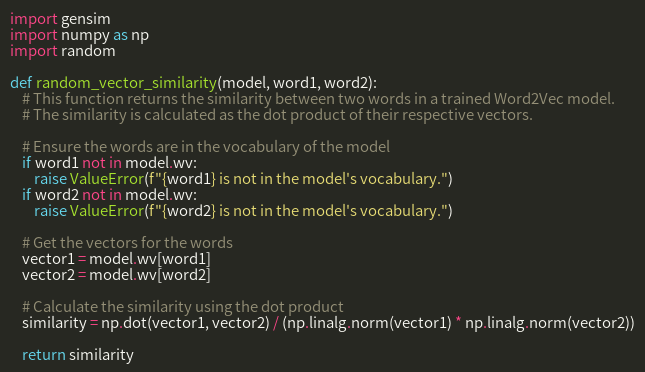 import gensim
import numpy as np
import random

def random_vector_similarity(model, word1, word2):
    # This function returns the similarity between two words in a trained Word2Vec model.
    # The similarity is calculated as the dot product of their respective vectors.

    # Ensure the words are in the vocabulary of the model
    if word1 not in model.wv:
        raise ValueError(f"{word1} is not in the model's vocabulary.")
    if word2 not in model.wv:
        raise ValueError(f"{word2} is not in the model's vocabulary.")

    # Get the vectors for the words
    vector1 = model.wv[word1]
    vector2 = model.wv[word2]

    # Calculate the similarity using the dot product
    similarity = np.dot(vector1, vector2) / (np.linalg.norm(vector1) * np.linalg.norm(vector2))

    return similarity